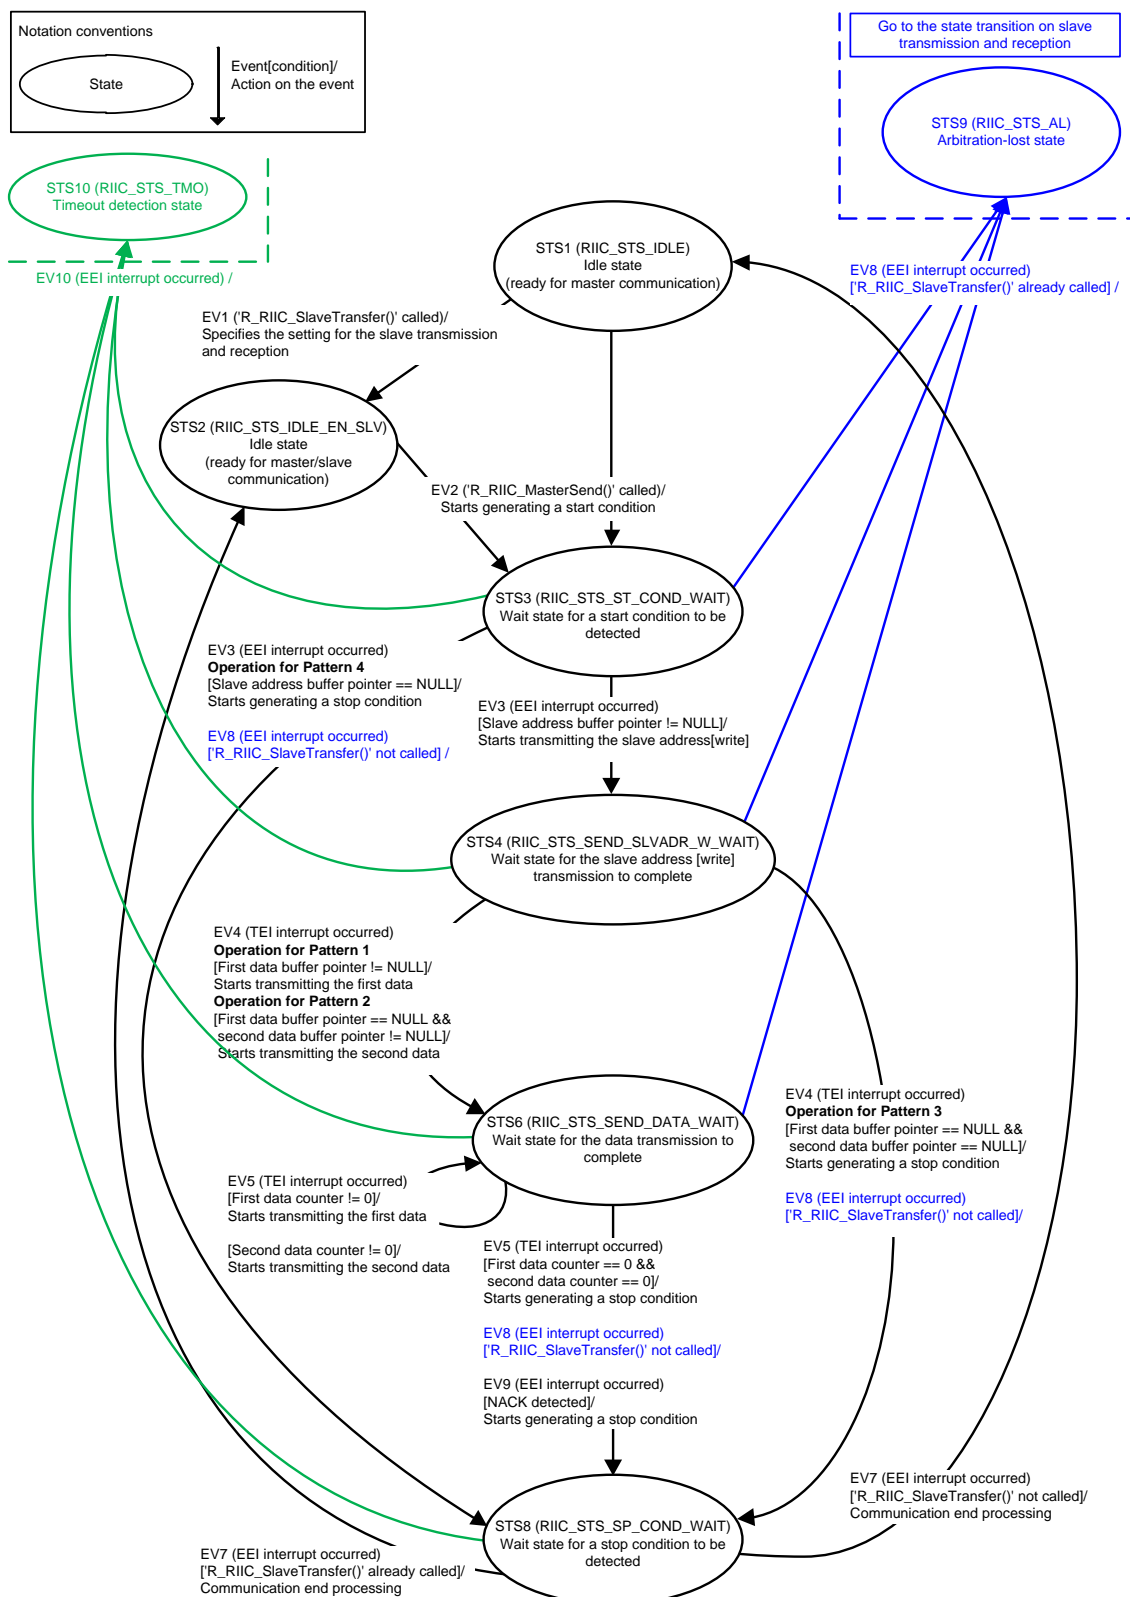 Notation conventions
State
Event[condition]/
Action on the event
Go to the state transition on slave
transmission and reception
STS9 (RIIC_STS_AL)
Arbitration-lost state
STS10 (RIIC_STS_TMO)
Timeout detection state
EV10 (EEI interrupt occurred) /
STS1 (RIIC_STS_IDLE)
Idle state
(ready for master communication)
EV8 (EEI interrupt occurred)
['R_RIIC_SlaveTransfer()' already called] /
EV1 ('R_RIIC_SlaveTransfer()' called)/
Specifies the setting for the slave transmission
and reception
STS2 (RIIC_STS_IDLE_EN_SLV)
Idle state
(ready for master/slave
communication)
EV2 ('R_RIIC_MasterSend()' called)/
Starts generating a start condition
STS3 (RIIC_STS_ST_COND_WAIT)
Wait state for a start condition to be
detected
EV3 (EEI interrupt occurred)
Operation for Pattern 4
[Slave address buffer pointer == NULL]/
Starts generating a stop condition
EV8 (EEI interrupt occurred)
['R_RIIC_SlaveTransfer()' not called] /
EV3 (EEI interrupt occurred)
[Slave address buffer pointer != NULL]/
Starts transmitting the slave address[write]
STS4 (RIIC_STS_SEND_SLVADR_W_WAIT)
Wait state for the slave address [write]
transmission to complete
EV4 (TEI interrupt occurred)
Operation for Pattern 1
[First data buffer pointer != NULL]/
Starts transmitting the first data
Operation for Pattern 2
[First data buffer pointer == NULL &&
second data buffer pointer != NULL]/
Starts transmitting the second data
EV4 (TEI interrupt occurred)
Operation for Pattern 3
[First data buffer pointer == NULL &&
second data buffer pointer == NULL]/
Starts generating a stop condition
EV8 (EEI interrupt occurred)
['R_RIIC_SlaveTransfer()' not called]/
STS6 (RIIC_STS_SEND_DATA_WAIT)
Wait state for the data transmission to
complete
EV5 (TEI interrupt occurred)
[First data counter != 0]/
Starts transmitting the first data
[Second data counter != 0]/
Starts transmitting the second data
EV5 (TEI interrupt occurred)
[First data counter == 0 &&
second data counter == 0]/
Starts generating a stop condition
EV8 (EEI interrupt occurred)
['R_RIIC_SlaveTransfer()' not called]/
EV9 (EEI interrupt occurred)
[NACK detected]/
Starts generating a stop condition
EV7 (EEI interrupt occurred)
['R_RIIC_SlaveTransfer()' not called]/
Communication end processing
STS8 (RIIC_STS_SP_COND_WAIT)
Wait state for a stop condition to be
detected
EV7 (EEI interrupt occurred)
['R_RIIC_SlaveTransfer()' already called]/
Communication end processing